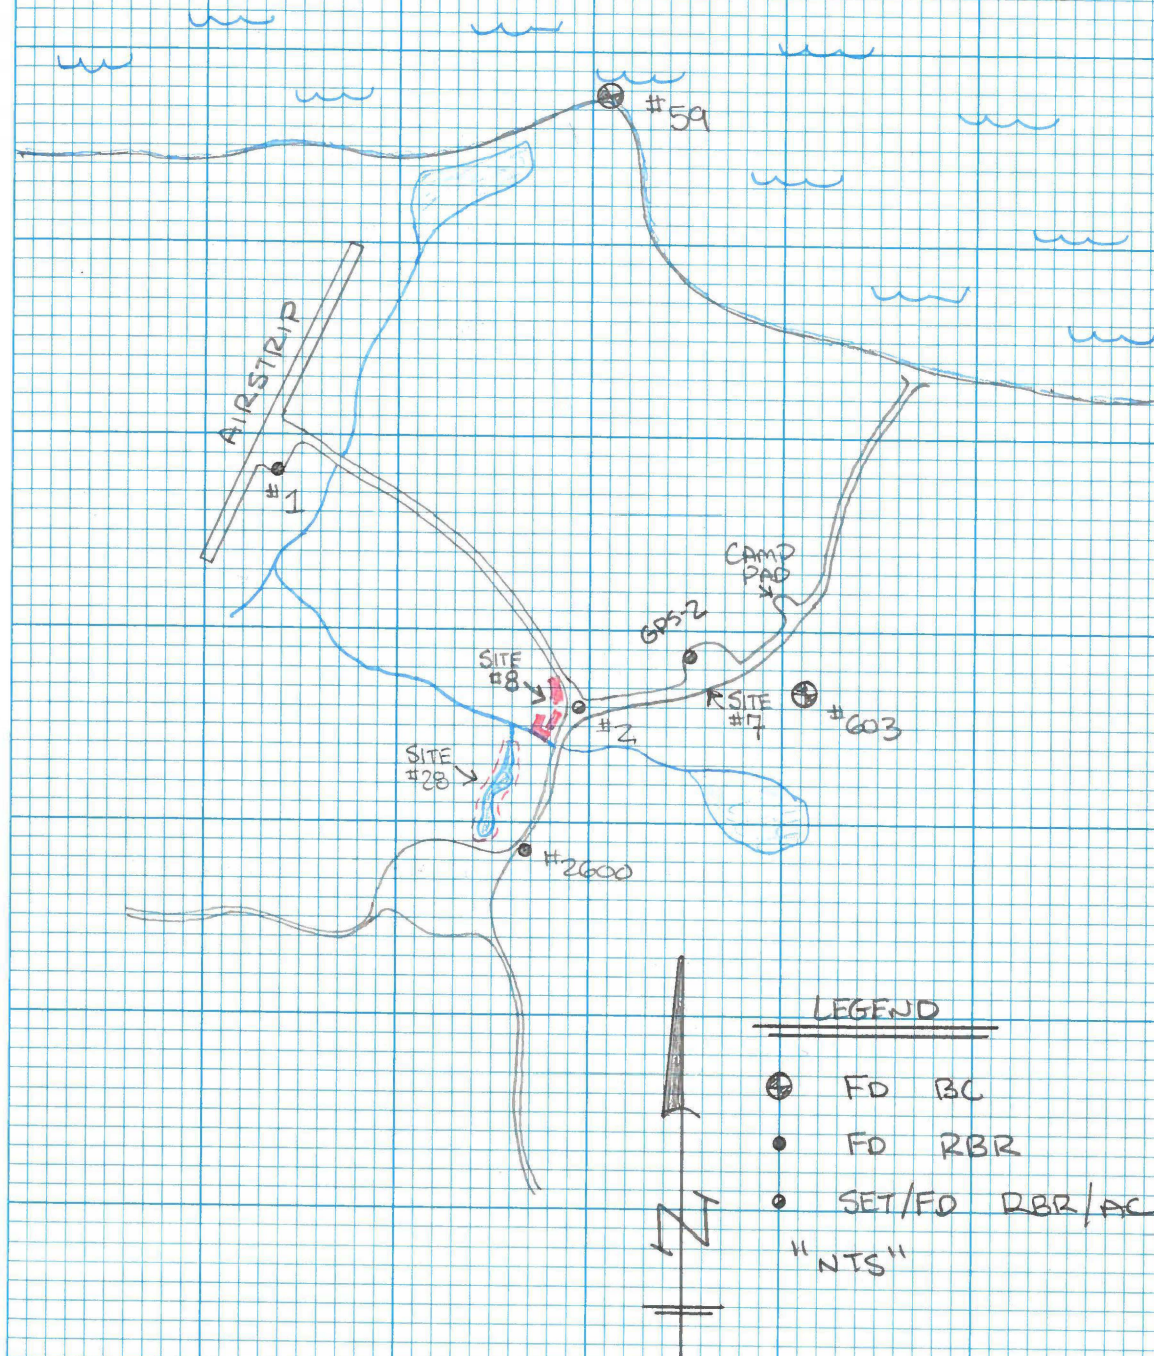 #59
AIRSTRIP
#1
CAMP
PAD
GPS-2
SITE
#8
SITE
#7
#603
#2
SITE
#28
#2600
LEGEND
FD BC
FD RBR
SET/FD RBR/AC
"NTS"
N